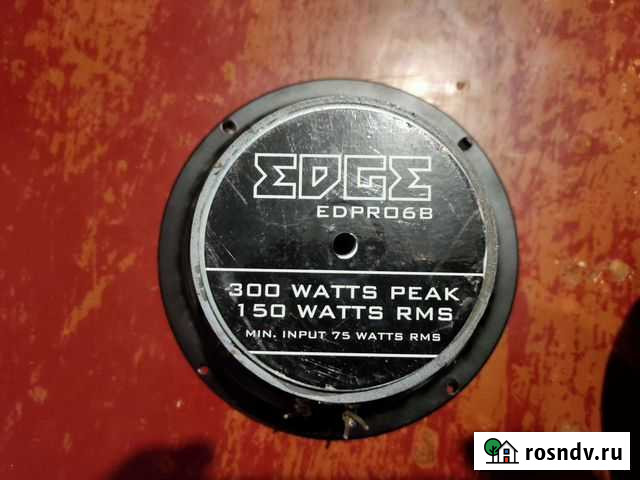 EDGE
EDPRO6B
300 WATTS PEAK
150 WATTS RMS
MIN. INPUT 75 WATTS RMS
rosndv.ru